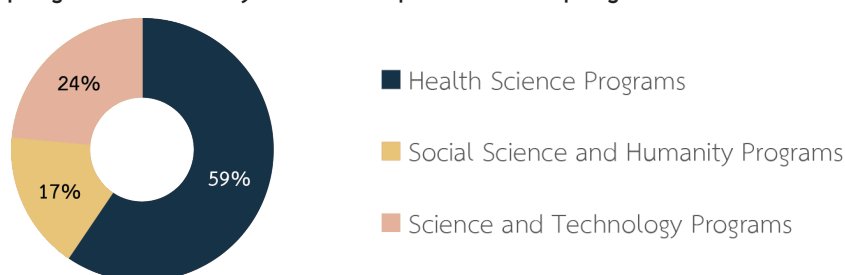 24%
17%
59%
Health Science Programs
Social Science and Humanity Programs
Science and Technology Programs